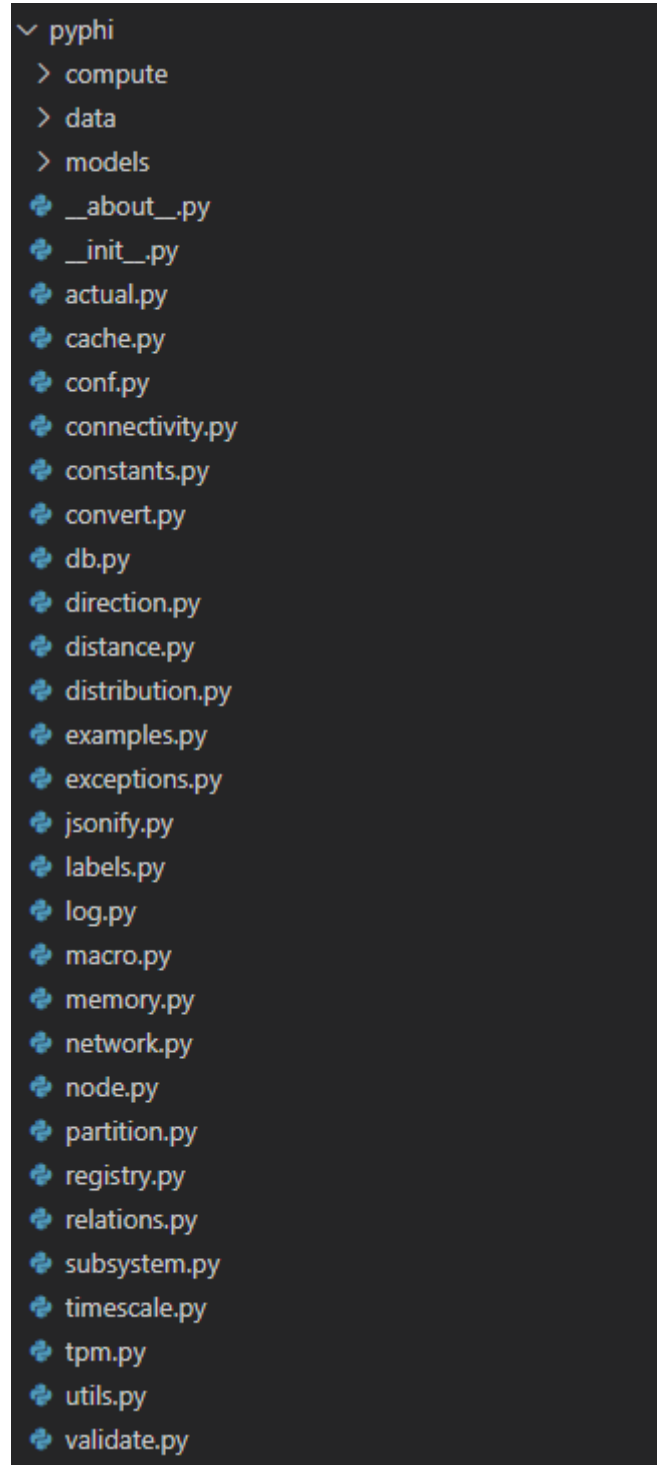 pyphi
compute
data
models
__about__.py
__init__.py
actual.py
cache.py
conf.py
connectivity.py
constants.py
convert.py
db.py
direction.py
distance.py
distribution.py
examples.py
exceptions.py
jsonify.py
labels.py
log.py
macro.py
memory.py
network.py
node.py
partition.py
registry.py
relations.py
subsystem.py
timescale.py
tpm.py
utils.py
validate.py